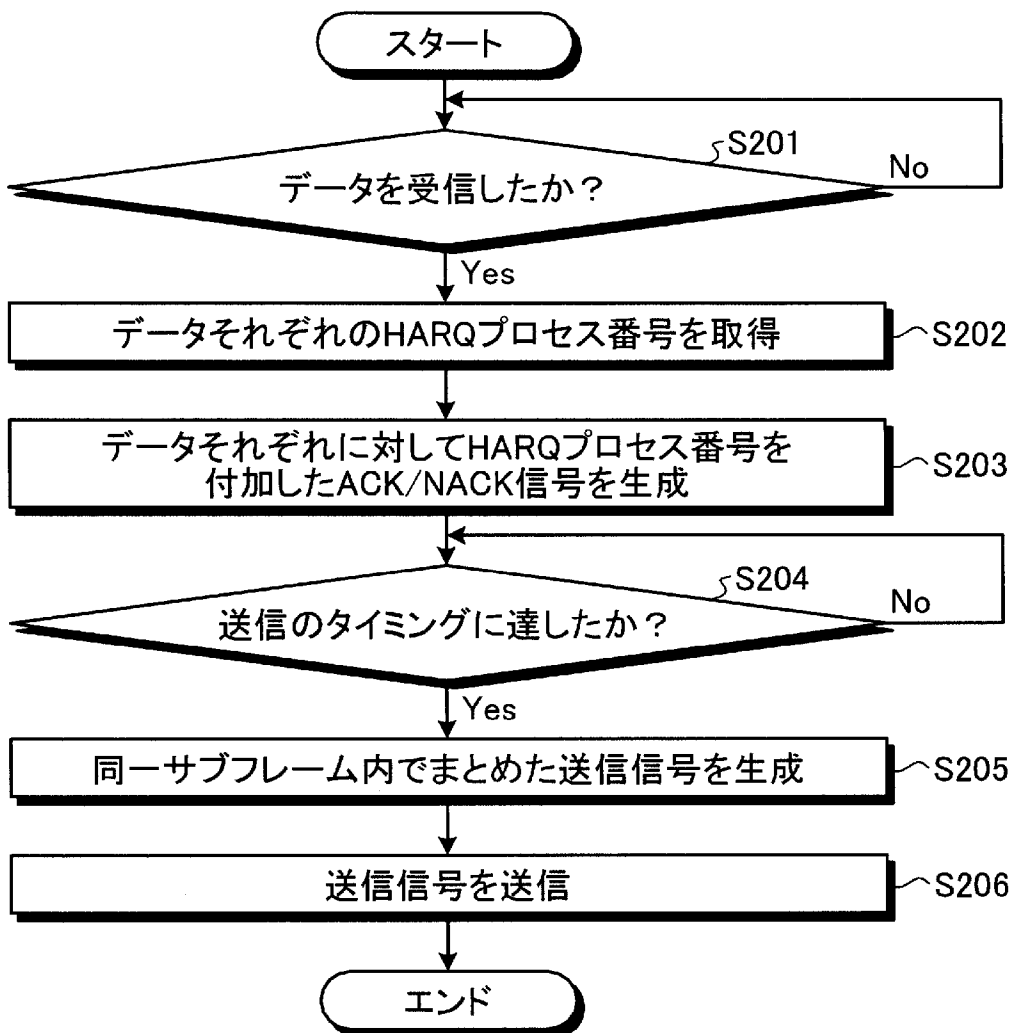 スタート
S201
データを受信したか?
No
Yes
データそれぞれのHARQプロセス番号を取得
S202
データそれぞれに対してHARQプロセス番号を
付加したACK/NACK信号を生成
S203
S204
送信のタイミングに達したか?
No
Yes
同一サブフレーム内でまとめた送信信号を生成
S205
送信信号を送信
S206
エンド